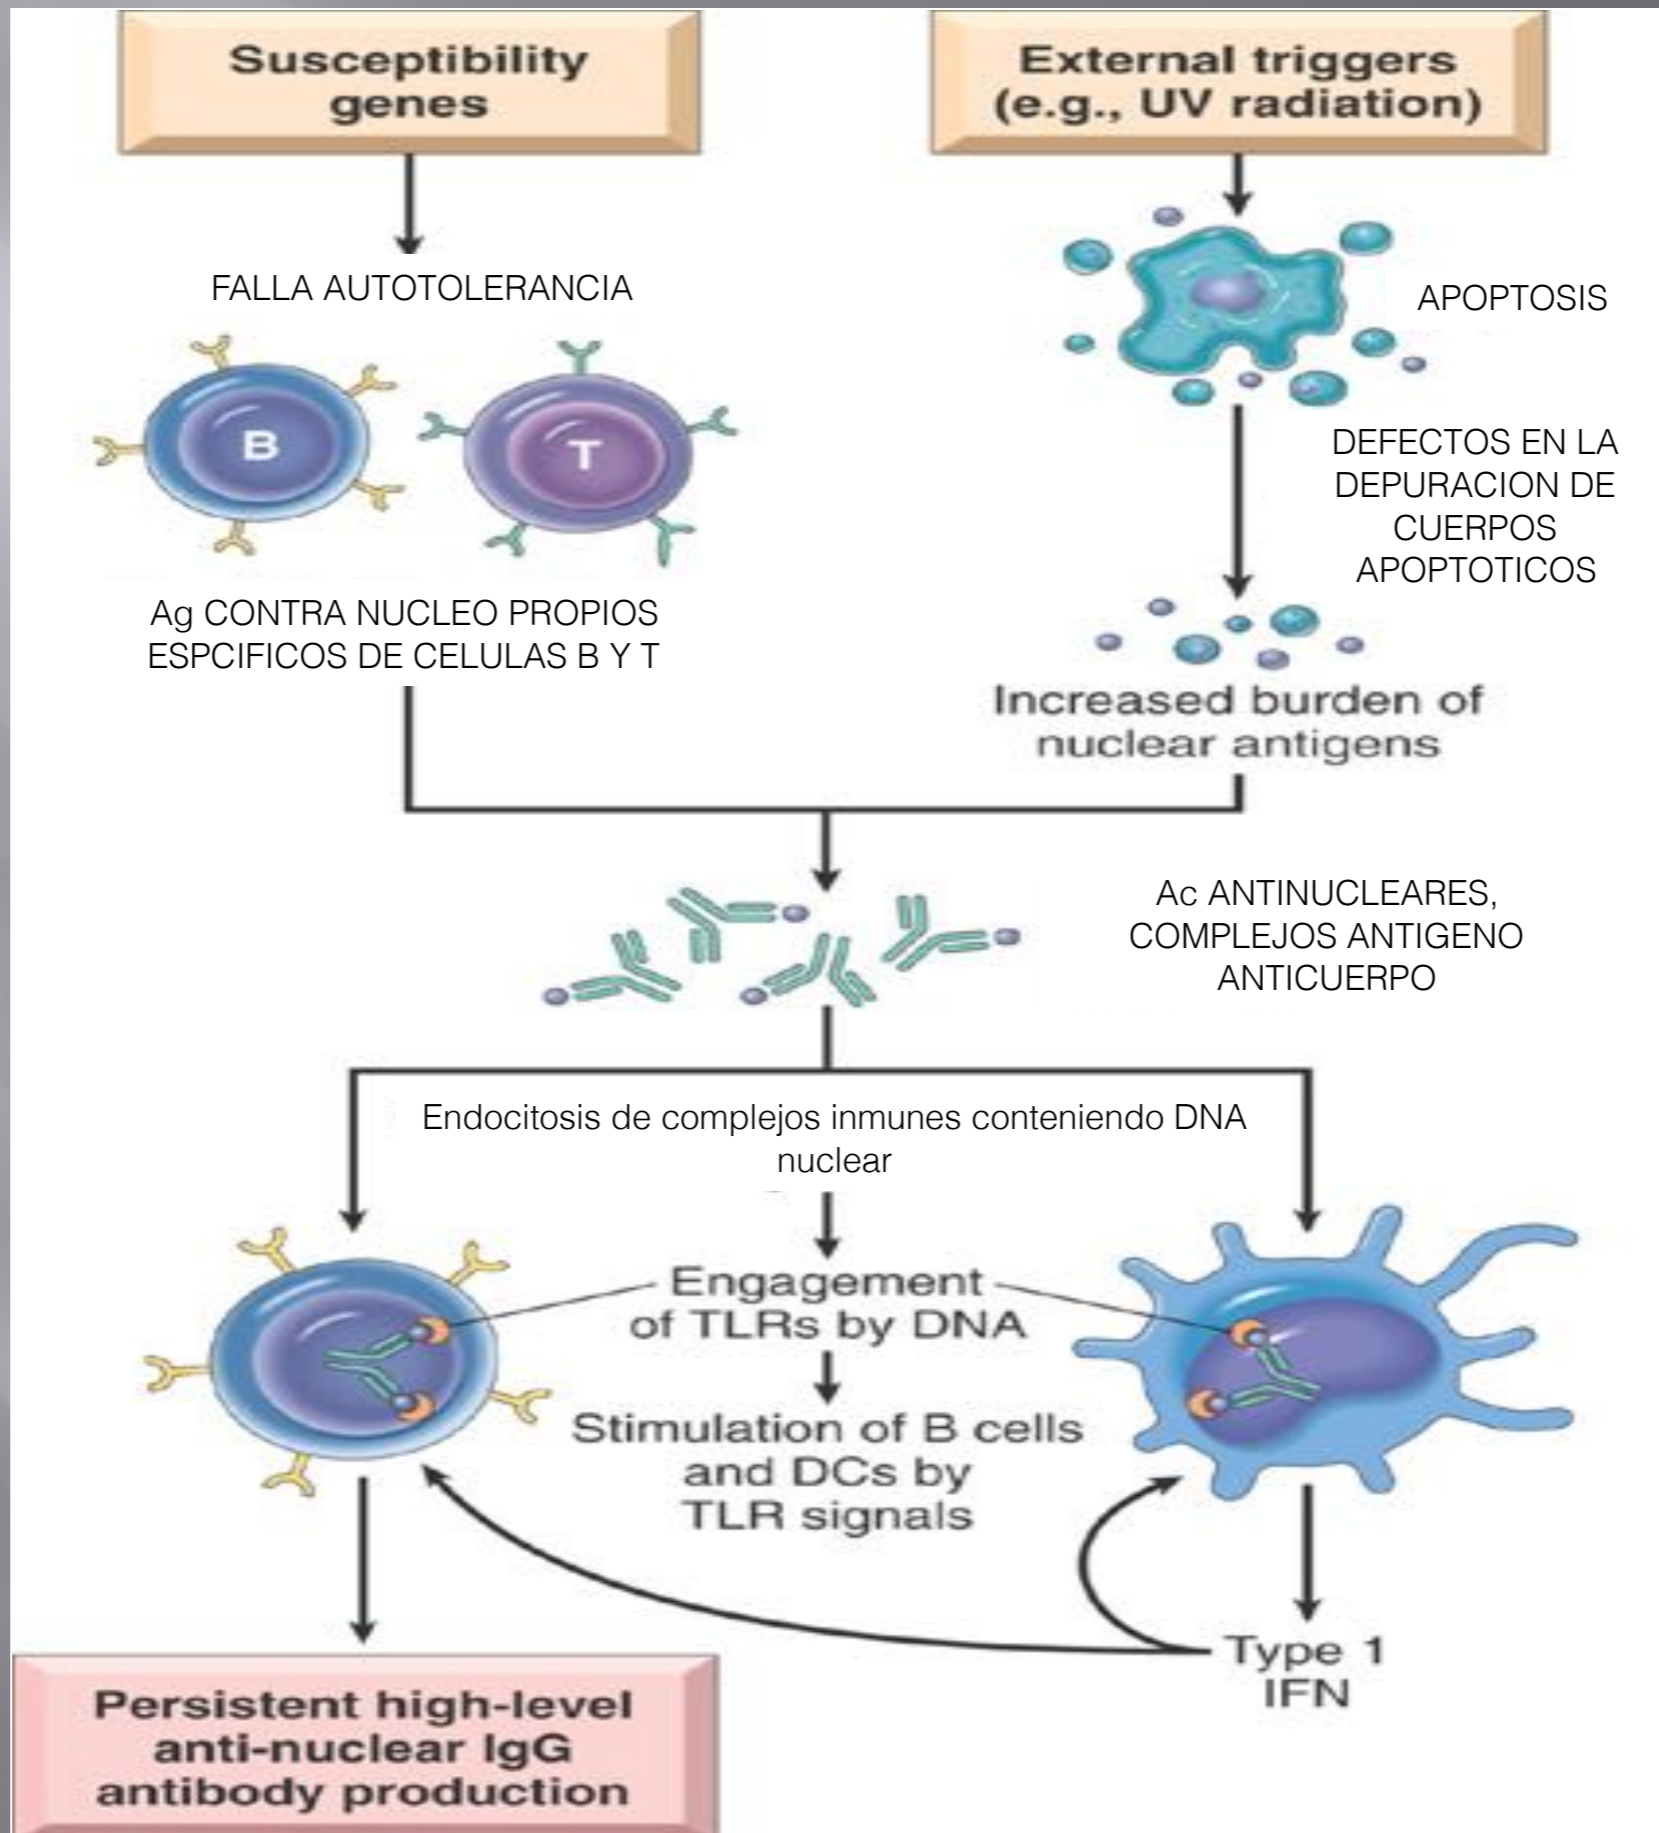 Susceptibility
genes
External triggers
(e.g., UV radiation)
FALLA AUTOTOLERANCIA
APOPTOSIS
B
T
DEFECTOS EN LA
DEPURACION DE
CUERPOS
APOPTOTICOS
Ag CONTRA NUCLEO PROPIOS
ESPCIFICOS DE CELULAS B Y T
Increased burden of
nuclear antigens
Ac ANTINUCLEARES,
COMPLEJOS ANTIGENO
ANTICUERPO
Endocitosis de complejos inmunes conteniendo DNA
nuclear
Engagement
of TLRs by DNA
Stimulation of B cells
and DCs by
TLR signals
Type 1
IFN
Persistent high-level
anti-nuclear IgG
antibody production